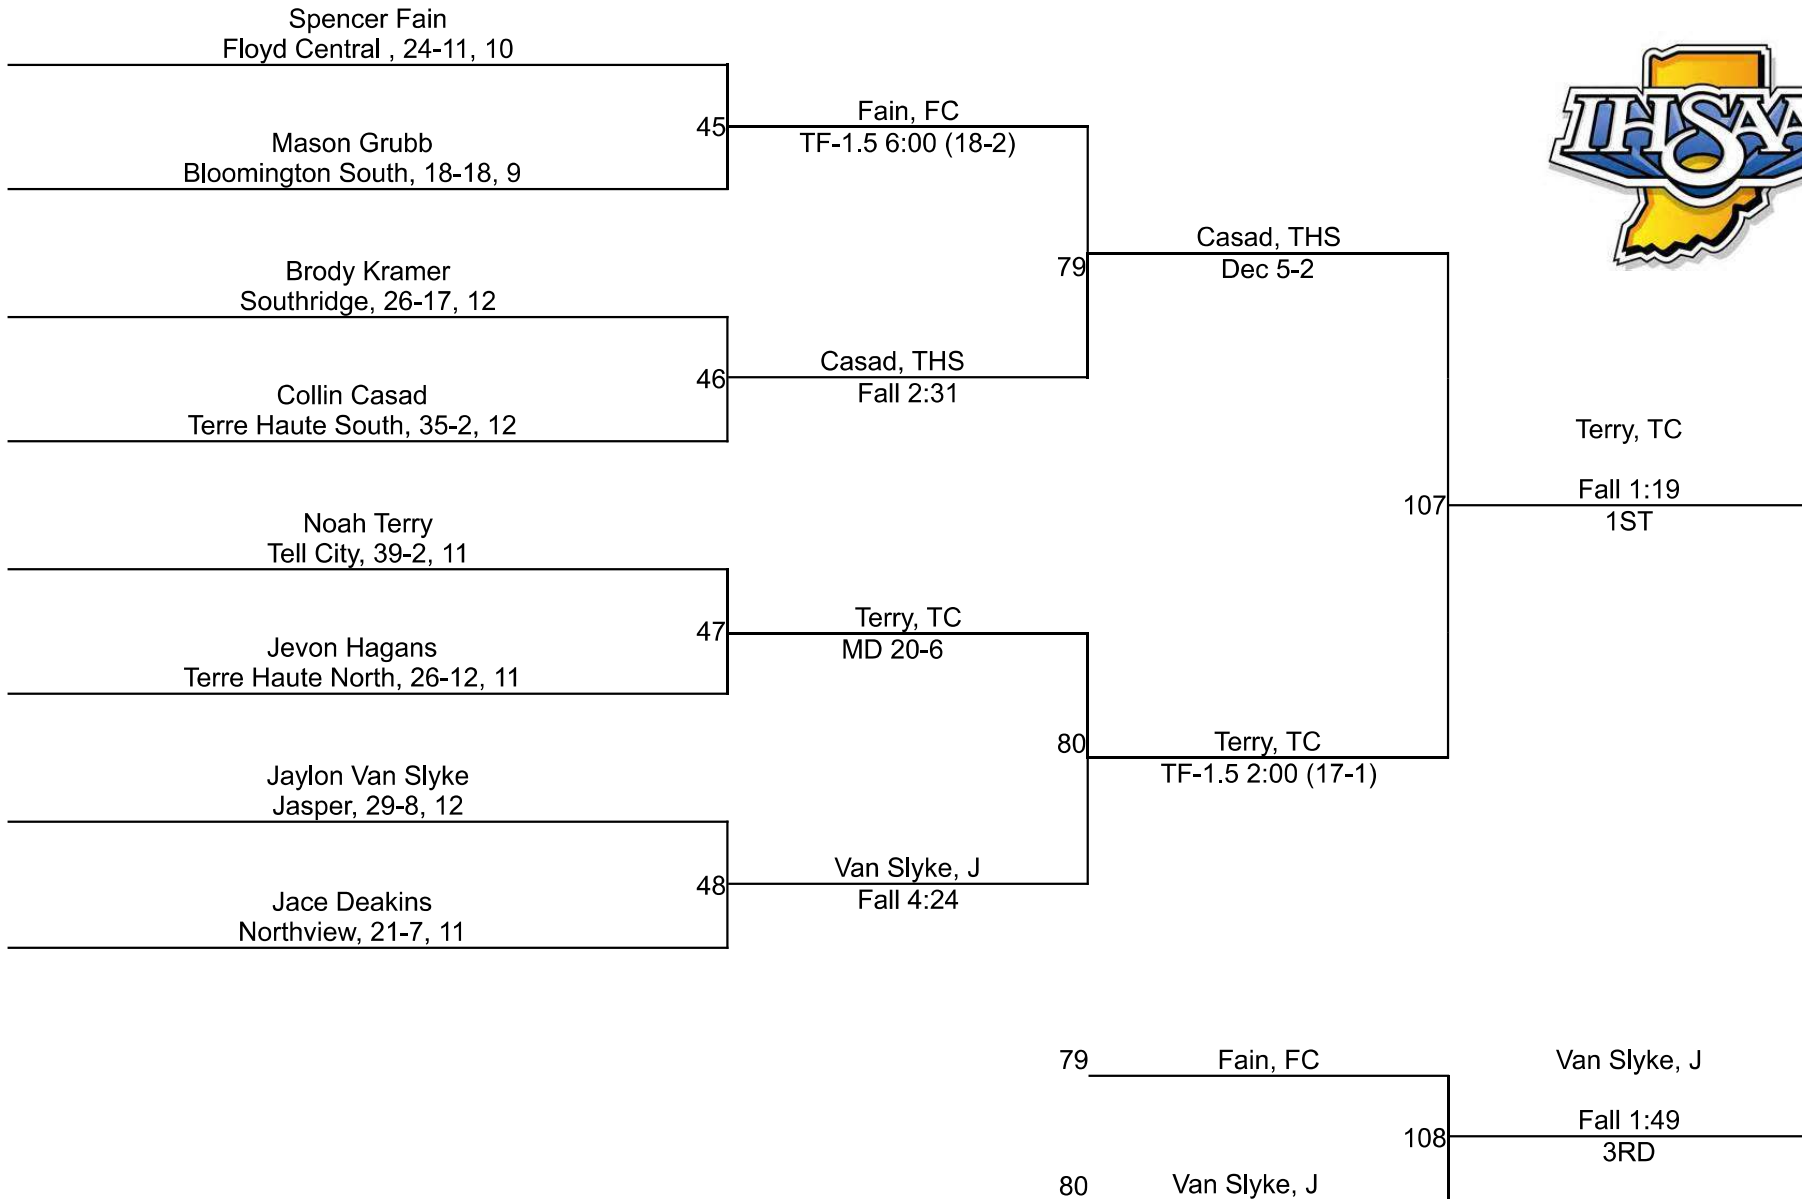 Spencer Fain
Floyd Central , 24-11, 10
Mason Grubb
Bloomington South, 18-18, 9
45
Fain, FC
TF-1.5 6:00 (18-2)
Brody Kramer
Southridge, 26-17, 12
Collin Casad
Terre Haute South, 35-2, 12
46
Casad, THS
Fall 2:31
79
Casad, THS
Dec 5-2
Noah Terry
Tell City, 39-2, 11
Jevon Hagans
Terre Haute North, 26-12, 11
47
Terry, TC
MD 20-6
Jaylon Van Slyke
Jasper, 29-8, 12
Jace Deakins
Northview, 21-7, 11
48
Van Slyke, J
Fall 4:24
80
Terry, TC
TF-1.5 2:00 (17-1)
107
Terry, TC
Fall 1:19
1ST
IHSAA
79
Fain, FC
80
Van Slyke, J
108
Van Slyke, J
Fall 1:49
3RD